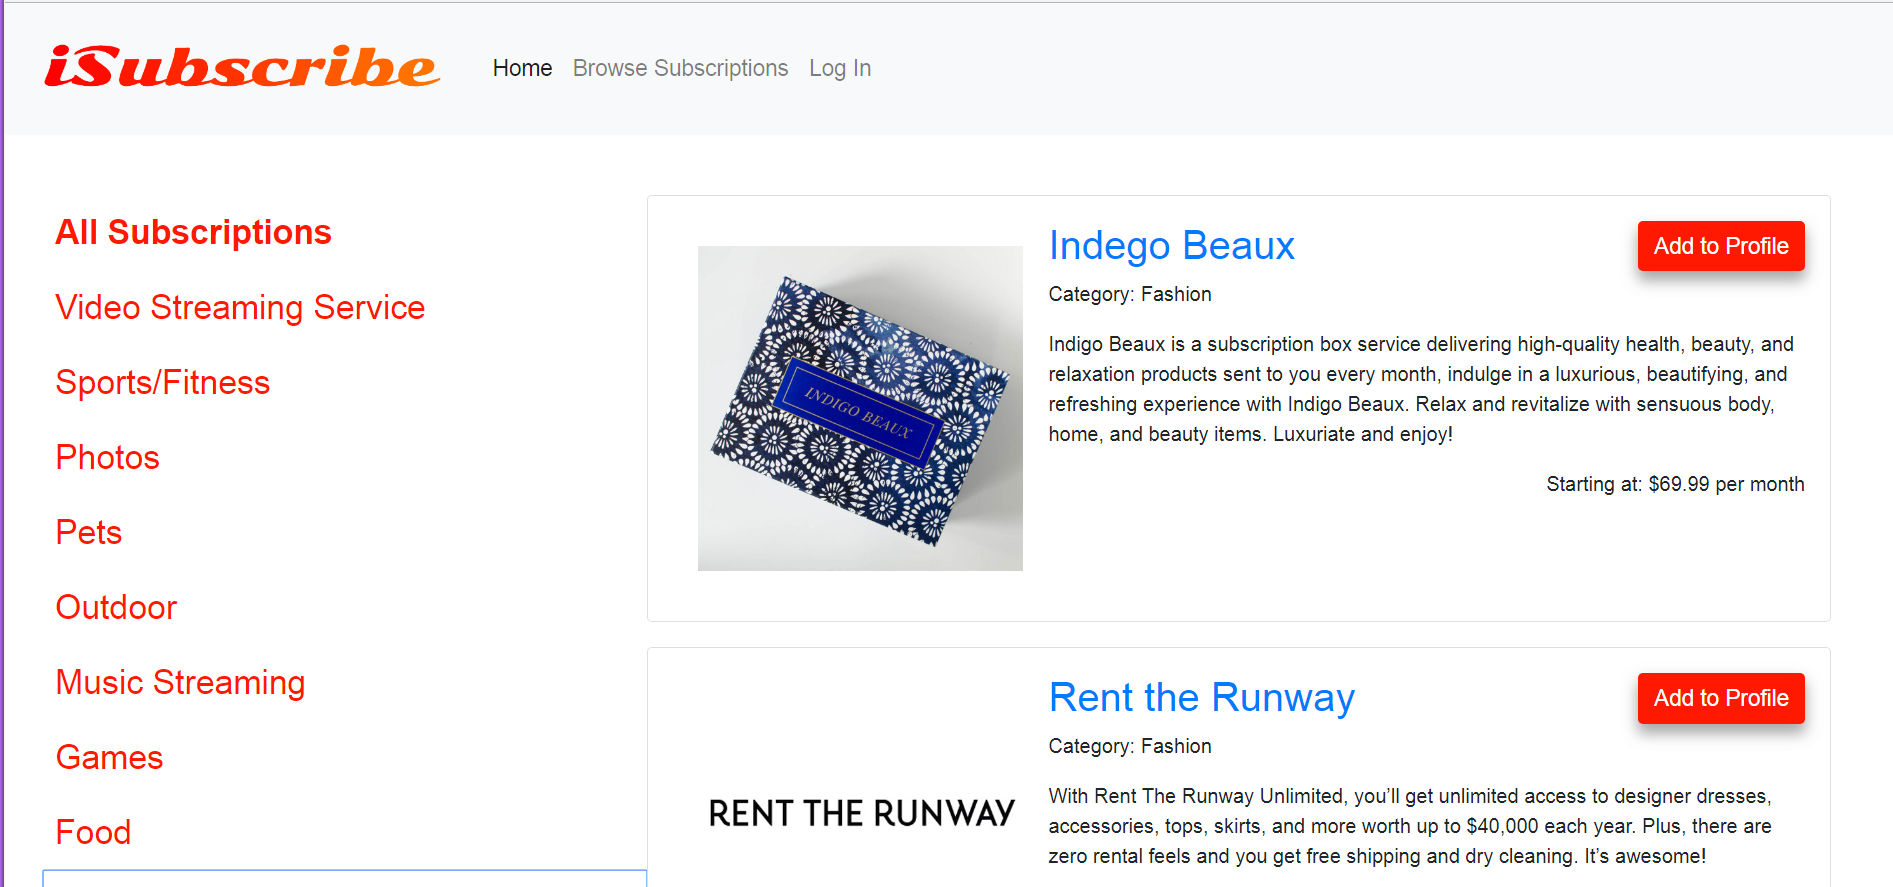 iSubscribe
Home
Browse Subscriptions
Log In
All Subscriptions
Video Streaming Service
Sports/Fitness
Photos
Pets
Outdoor
Music Streaming
Games
Food
INDIGO BEAUX
Indego Beaux
Add to Profile
Category: Fashion
Indigo Beaux is a subscription box service delivering high-quality health, beauty, and
relaxation products sent to you every month, indulge in a luxurious, beautifying, and
refreshing experience with Indigo Beaux. Relax and revitalize with sensuous body,
home, and beauty items. Luxuriate and enjoy!
Starting at: $69.99 per month
RENT THE RUNWAY
Rent the Runway
Add to Profile
Category: Fashion
With Rent The Runway Unlimited, you’ll get unlimited access to designer dresses,
accessories, tops, skirts, and more worth up to $40,000 each year. Plus, there are
zero rental feels and you get free shipping and dry cleaning. It’s awesome!